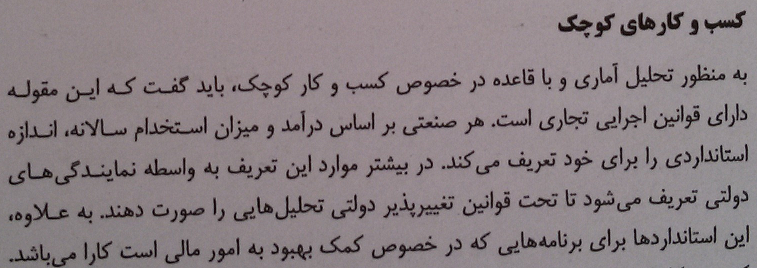 کسب و کارهای کوچک
به منظور تحلیل آماری و با قاعده در خصوص کسب و کار کوچک، باید گفت که این مقوله
دارای قوانین اجرایی تجاری است. هر صنعتی بر اساس درآمد و میزان استخدام سالانه، اندازه
استانداردی را برای خود تعریف می‌کند. در بیشتر موارد این تعریف به واسطه نمایندگی‌های
دولتی تعریف می‌شود تا تحت قوانین تغییرپذیر دولتی تحلیل‌هایی را صورت دهند. به علاوه،
این استانداردها برای برنامه‌هایی که در خصوص کمک بهبود به امور مالی است کارا می‌باشد.